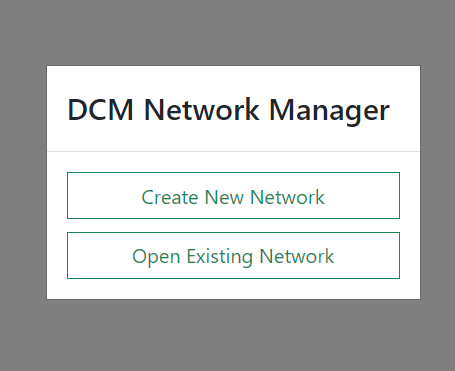 DCM Network Manager
Create New Network
Open Existing Network